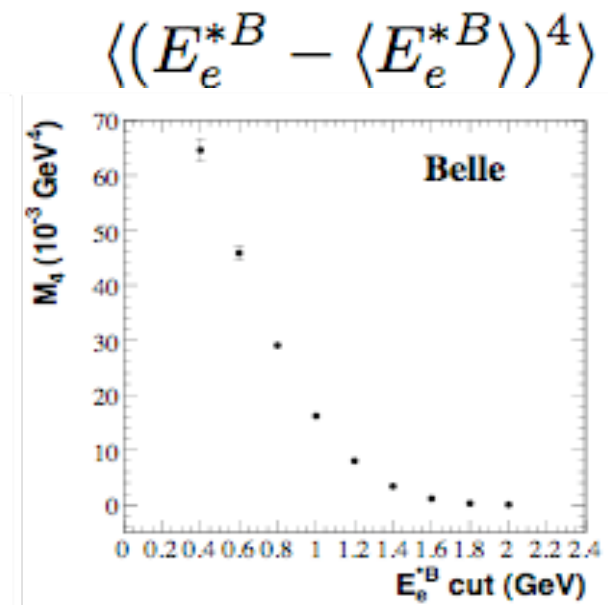 ⟨(E_e^{*B} − ⟨E_e^{*B}⟩)^4⟩
M_4 (10^{-3} GeV^4)
Belle
70
60
50
40
30
20
10
0
0 0.2 0.4 0.6 0.8 1 1.2 1.4 1.6 1.8 2 2.2 2.4
E_e^{*B} cut (GeV)